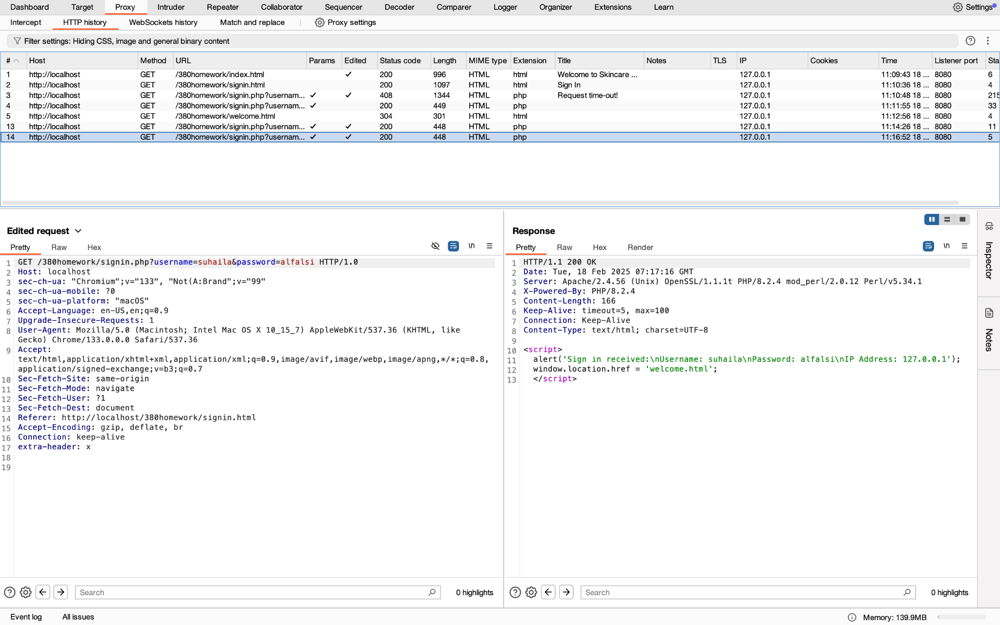 Dashboard Target Proxy Intruder Repeater Collaborator Sequencer Decoder Comparer Logger Organizer Extensions Learn Settings
Intercept HTTP history WebSockets history Match and replace Proxy settings
Filter settings: Hiding CSS, image and general binary content
# Host Method URL Params Edited Status code Length MIME type Extension Title Notes TLS IP Cookies Time Listener port Sta
1 http://localhost GET /380homework/index.html ✓ 200 996 HTML html Welcome to Skincare ... 127.0.0.1 11:09:43 18 ... 8080 6
2 http://localhost GET /380homework/signin.html 200 1097 HTML html Sign In 127.0.0.1 11:10:36 18 ... 8080 4
3 http://localhost GET /380homework/signin.php?usernam... ✓ ✓ 408 1344 HTML php Request time-out! 127.0.0.1 11:10:48 18 ... 8080 215
4 http://localhost GET /380homework/signin.php?usernam... ✓ 200 449 HTML php 127.0.0.1 11:11:55 18 ... 8080 33
5 http://localhost GET /380homework/welcome.html 304 301 HTML html 127.0.0.1 11:12:56 18 ... 8080 4
13 http://localhost GET /380homework/signin.php?usernam... ✓ ✓ 200 448 HTML php 127.0.0.1 11:14:26 18 ... 8080 11
14 http://localhost GET /380homework/signin.php?usernam... ✓ ✓ 200 448 HTML php 127.0.0.1 11:16:52 18 ... 8080 5
Edited request
Pretty Raw Hex \n
1 GET /380homework/signin.php?username=suhaila&password=alfalsi HTTP/1.0
2 Host: localhost
3 sec-ch-ua: "Chromium";v="133", "Not(A:Brand";v="99"
4 sec-ch-ua-mobile: ?0
5 sec-ch-ua-platform: "macOS"
6 Accept-Language: en-US,en;q=0.9
7 Upgrade-Insecure-Requests: 1
8 User-Agent: Mozilla/5.0 (Macintosh; Intel Mac OS X 10_15_7) AppleWebKit/537.36 (KHTML, like
Gecko) Chrome/133.0.0.0 Safari/537.36
9 Accept:
text/html,application/xhtml+xml,application/xml;q=0.9,image/avif,image/webp,image/apng,*/*;q=0.8,
application/signed-exchange;v=b3;q=0.7
10 Sec-Fetch-Site: same-origin
11 Sec-Fetch-Mode: navigate
12 Sec-Fetch-User: ?1
13 Sec-Fetch-Dest: document
14 Referer: http://localhost/380homework/signin.html
15 Accept-Encoding: gzip, deflate, br
16 Connection: keep-alive
17 extra-header: x
18
19
Response
Pretty Raw Hex Render \n
1 HTTP/1.1 200 OK
2 Date: Tue, 18 Feb 2025 07:17:16 GMT
3 Server: Apache/2.4.56 (Unix) OpenSSL/1.1.1t PHP/8.2.4 mod_perl/2.0.12 Perl/v5.34.1
4 X-Powered-By: PHP/8.2.4
5 Content-Length: 166
6 Keep-Alive: timeout=5, max=100
7 Connection: Keep-Alive
8 Content-Type: text/html; charset=UTF-8
9
10 <script>
11 alert('Sign in received:\nUsername: suhaila\nPassword: alfalsi\nIP Address: 127.0.0.1');
12 window.location.href = 'welcome.html';
13 </script>
Inspector
Notes
Search 0 highlights
Search 0 highlights
Event log All issues Memory: 139.9MB